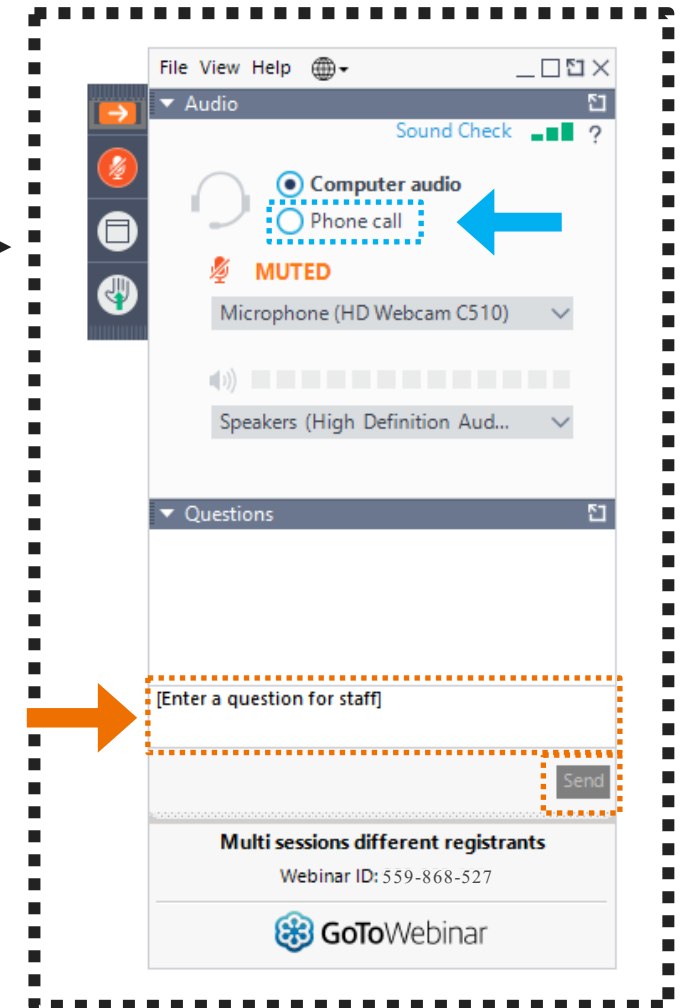 File View Help
Audio
Sound Check ?
Computer audio
Phone call
MUTED
Microphone (HD Webcam C510)
Speakers (High Definition Aud...
Questions
[Enter a question for staff]
Send
Multi sessions different registrants
Webinar ID: 559-868-527
GoToWebinar